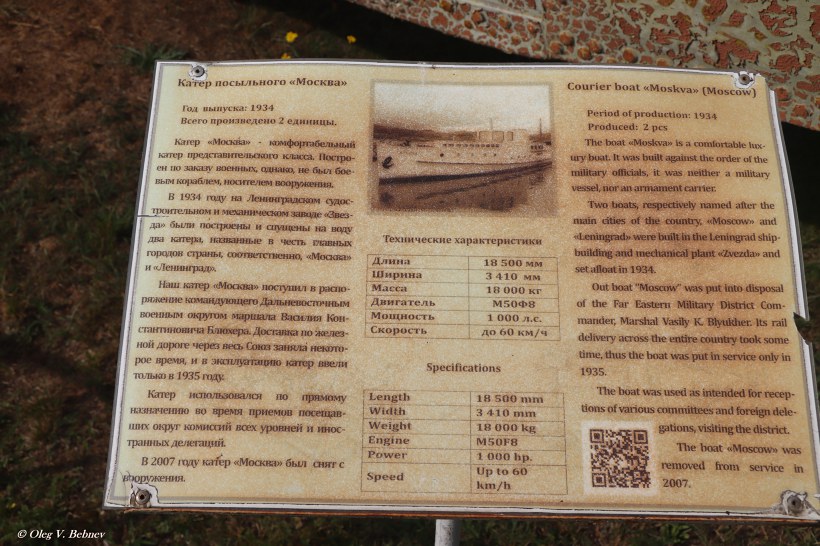 Катер посыльного «Москва»
Год выпуска: 1934
Всего произведено 2 единицы.
Катер «Москва» - комфортабельный
катер представительского класса. Построен
ен по заказу военных, однако, не был бое-
вым кораблем, носителем вооружения.
В 1934 году на Ленинградском судос-
троительном и механическом заводе «Звез-
да» были построены и спущены на воду
два катера, названные в честь главных
городов страны, соответственно, «Москва»
и «Ленинград».
Наш катер «Москва» поступил в распо-
ряжение командующего Дальневосточным
военным округом маршала Василия Кон-
стантиновича Блюхера. Доставка по желез-
ной дороге через весь Союз заняла некото-
рое время, и в эксплуатацию катер ввели
только в 1935 году.
Катер использовался по прямому
назначению во время приемов посещав-
ших округ комиссий всех уровней и инос-
транных делегаций.
В 2007 году катер «Москва» был снят с
вооружения.
Технические характеристики
Длина 18 500 мм
Ширина 3 410 мм
Масса 18 000 кг
Двигатель М50Ф8
Мощность 1 000 л.с.
Скорость до 60 км/ч
Specifications
Length 18 500 mm
Width 3 410 mm
Weight 18 000 kg
Engine M50F8
Power 1 000 hp.
Speed Up to 60
km/h
Courier boat «Moskva» (Moscow)
Period of production: 1934
Produced: 2 pcs
The boat «Moskva» is a comfortable lux-
ury boat. It was built against the order of the
military officials, it was neither a military
vessel, nor an armament carrier.
Two boats, respectively named after the
main cities of the country, «Moscow» and
«Leningrad» were built in the Leningrad ship-
building and mechanical plant «Zvezda» and
set afloat in 1934.
Out boat "Moscow" was put into disposal
of the Far Eastern Military District Com-
mander, Marshal Vasily K. Blyukher. Its rail
delivery across the entire country took some
time, thus the boat was put in service only in
1935.
The boat was used as intended for recep-
tions of various committees and foreign dele-
gations, visiting the district.
The boat «Moscow» was
removed from service in
2007.
© Oleg V. Bebnev